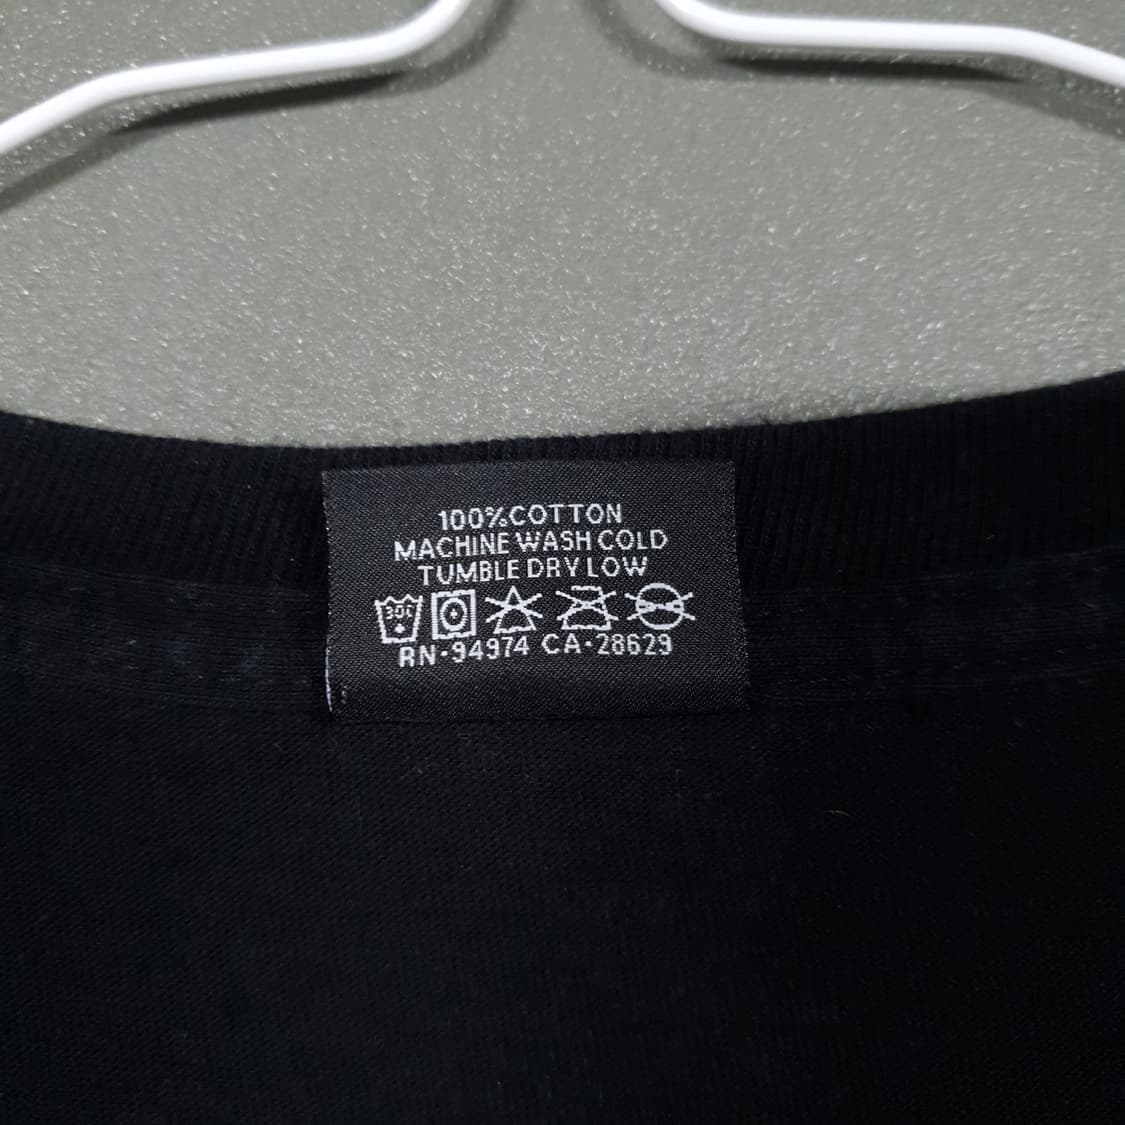 100%COTTON
MACHINE WASH COLD
TUMBLE DRY LOW
30C
RN-94974 CA-28629